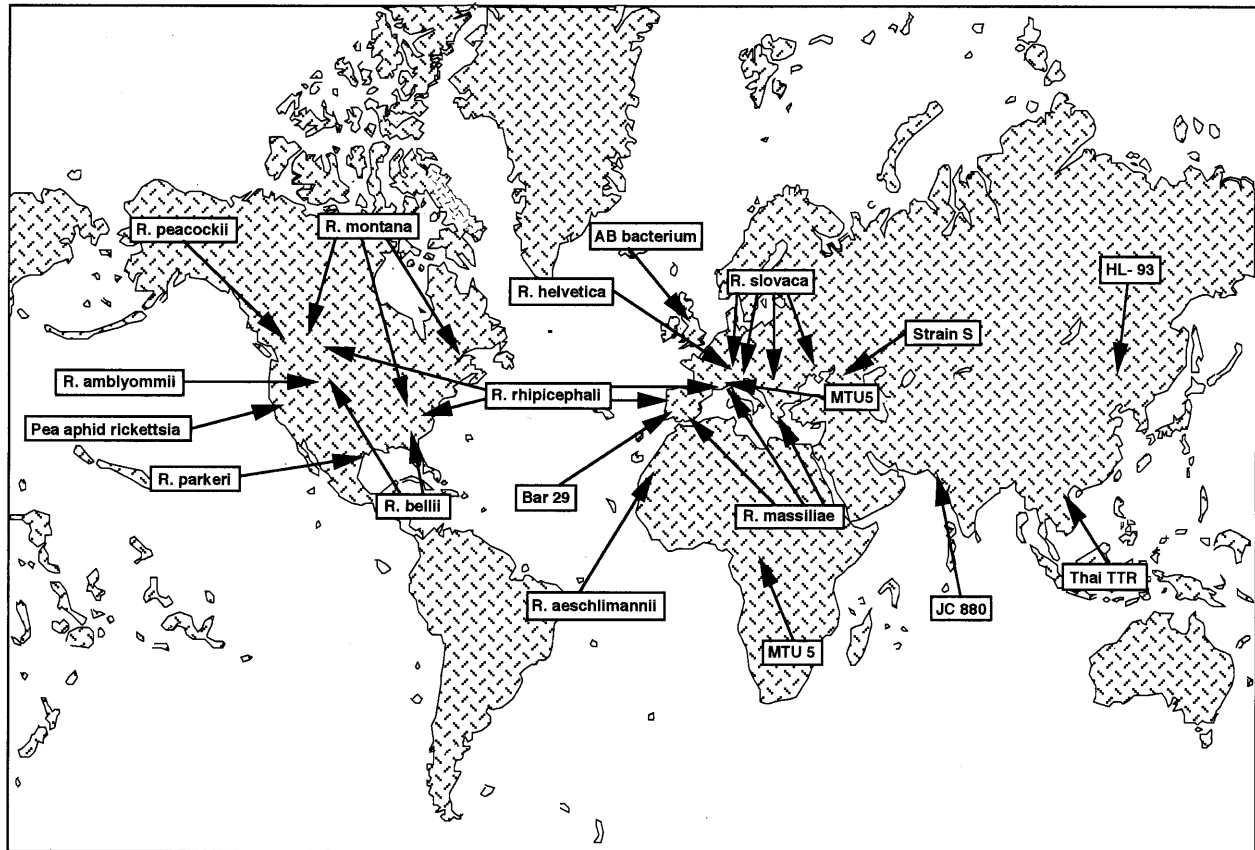 R. peacockii
R. montana
AB bacterium
R. helvetica
R. slovaca
HL- 93
Strain S
R. amblyommii
R. rhipicephali
MTU5
Pea aphid rickettsia
R. parkeri
R. bellii
Bar 29
R. massiliae
Thai TTR
R. aeschlimannii
JC 880
MTU 5